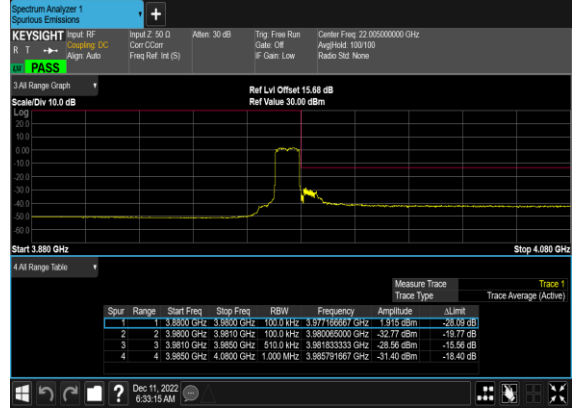 Spectrum Analyzer 1
Spurious Emissions
KEYSIGHT Input: RF Input Z: 50 Ω Atten: 30 dB Trig: Free Run Center Freq: 22.005000000 GHz
R T Coupling: DC Corr CCorr Gate: Off Avg|Hold: 100/100
Align: Auto Freq Ref: Int (S) IF Gain: Low Radio Std: None
PASS
3 All Range Graph
Ref Lvl Offset 15.68 dB
Scale/Div 10.0 dB Ref Value 30.00 dBm
Log
20.0
10.0
0.00
-10.0
-20.0
-30.0
-40.0
-50.0
-60.0
Start 3.880 GHz Stop 4.080 GHz
4 All Range Table
Measure Trace Trace 1
Trace Type Trace Average (Active)
Spur Range Start Freq Stop Freq RBW Frequency Amplitude ΔLimit
1 1 3.8800 GHz 3.9800 GHz 100.0 kHz 3.977166667 GHz 1.915 dBm -28.09 dB
2 2 3.9800 GHz 3.9810 GHz 100.0 kHz 3.980065000 GHz -32.77 dBm -19.77 dB
3 3 3.9810 GHz 3.9850 GHz 510.0 kHz 3.981833333 GHz -28.56 dBm -15.56 dB
4 4 3.9850 GHz 4.0800 GHz 1.000 MHz 3.985791667 GHz -31.40 dBm -18.40 dB
? Dec 11, 2022
6:33:15 AM